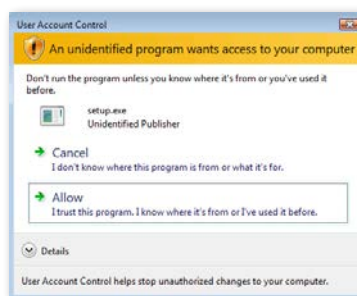 User Account Control
An unidentified program wants access to your computer
Don't run the program unless you know where it's from or you've used it
before.
setup.exe
Unidentified Publisher
Cancel
I don't know where this program is from or what it's for.
Allow
I trust this program. I know where it's from or I've used it before.
Details
User Account Control helps stop unauthorized changes to your computer.